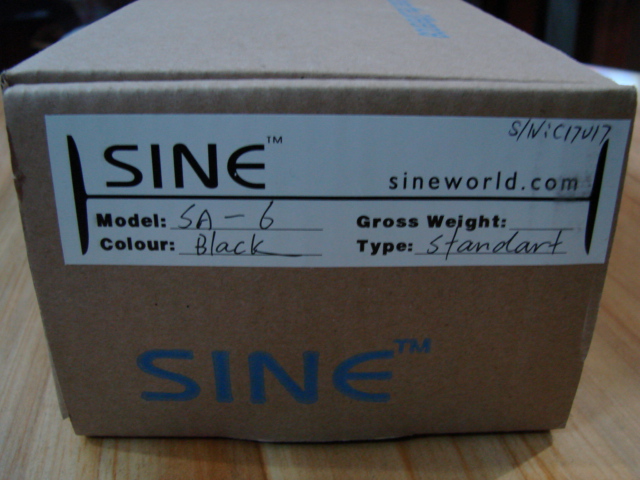 S/N: C17U17
SINE™
sineworld.com
Model: SA-6
Gross Weight:
Colour: Black
Type: Standart
SINE™